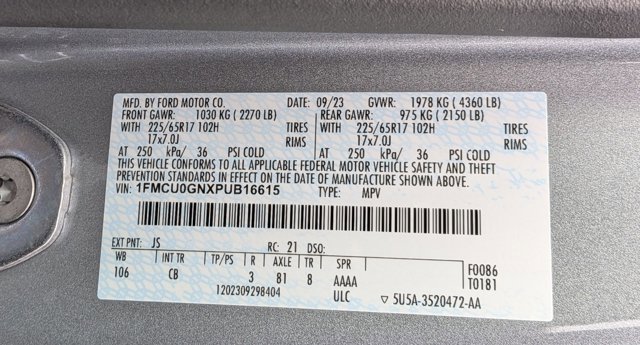 MFD. BY FORD MOTOR CO. DATE: 09/23 GVWR: 1978 KG ( 4360 LB)
FRONT GAWR: 1030 KG ( 2270 LB) REAR GAWR: 975 KG ( 2150 LB)
WITH 225/65R17 102H TIRES WITH 225/65R17 102H TIRES
17x7.0J RIMS 17x7.0J RIMS
AT 250 kPa/ 36 PSI COLD AT 250 kPa/ 36 PSI COLD
THIS VEHICLE CONFORMS TO ALL APPLICABLE FEDERAL MOTOR VEHICLE SAFETY AND THEFT
PREVENTION STANDARDS IN EFFECT ON THE DATE OF MANUFACTURE SHOWN ABOVE.
VIN: 1FMCU0GNXPUB16615 TYPE: MPV
EXT PNT: JS RC: 21 DSO:
WB INT TR TP/PS R AXLE TR SPR F0086
106 CB 3 81 8 AAAA T0181
1202309298404 ULC ▽ 5U5A-3520472-AA